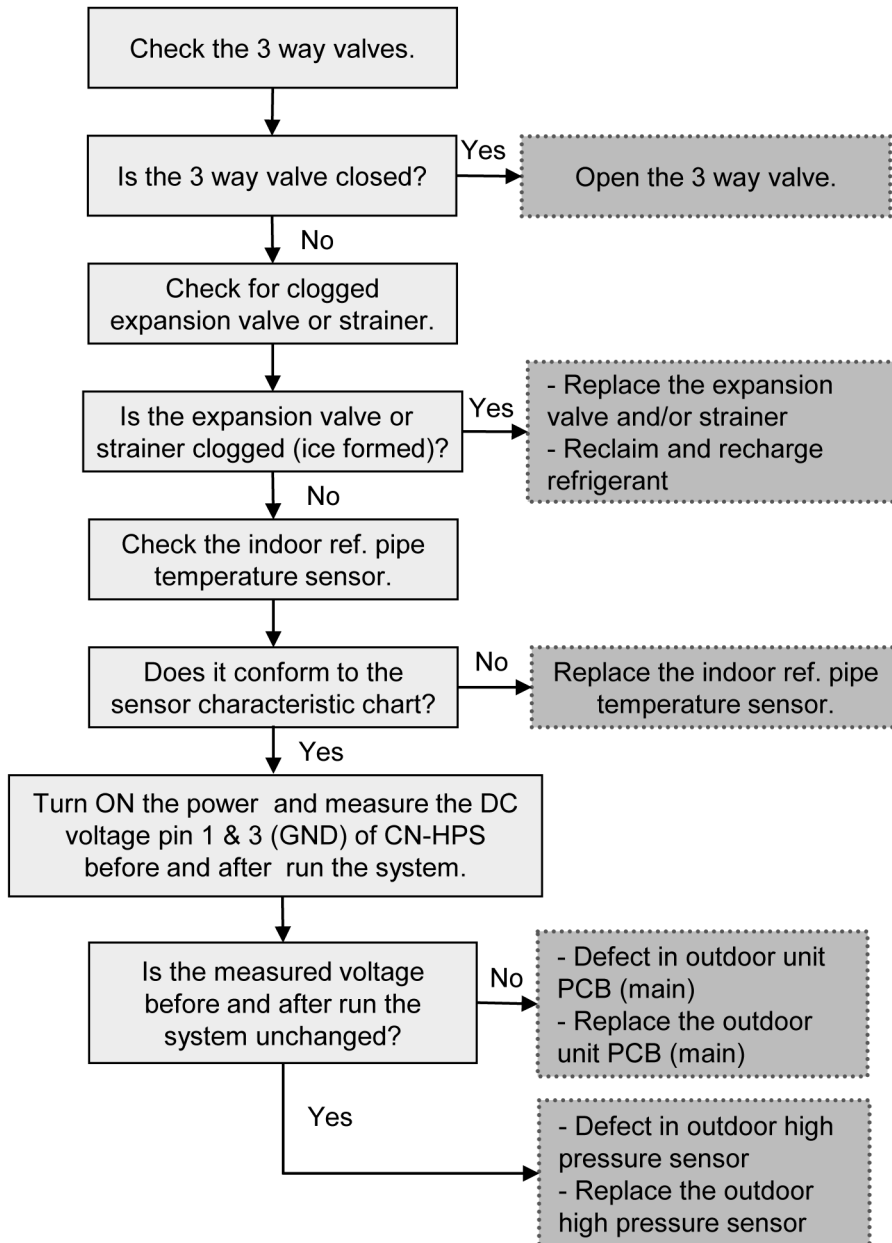 Check the 3 way valves.
Is the 3 way valve closed?
Yes
Open the 3 way valve.
No
Check for clogged
expansion valve or strainer.
Is the expansion valve or
strainer clogged (ice formed)?
Yes
- Replace the expansion
valve and/or strainer
- Reclaim and recharge
refrigerant
No
Check the indoor ref. pipe
temperature sensor.
Does it conform to the
sensor characteristic chart?
No
Replace the indoor ref. pipe
temperature sensor.
Yes
Turn ON the power and measure the DC
voltage pin 1 & 3 (GND) of CN-HPS
before and after run the system.
Is the measured voltage
before and after run the
system unchanged?
No
- Defect in outdoor unit
PCB (main)
- Replace the outdoor
unit PCB (main)
Yes
- Defect in outdoor high
pressure sensor
- Replace the outdoor
high pressure sensor